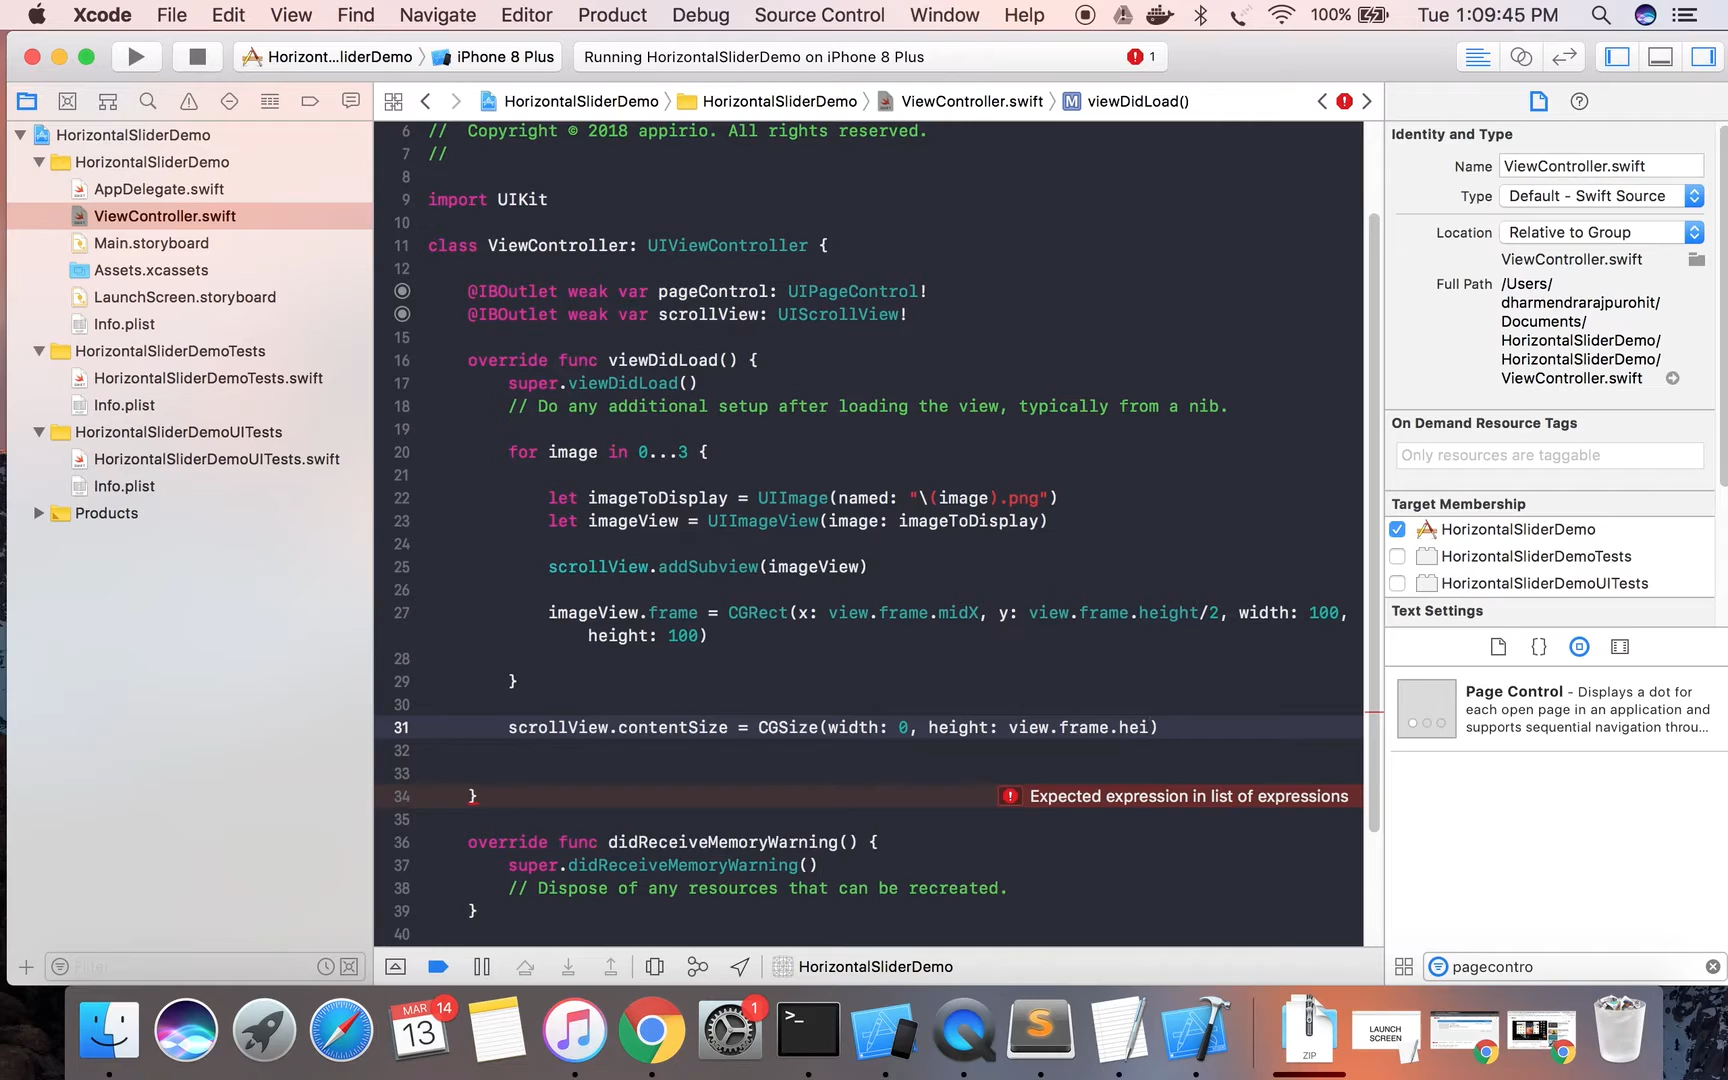 Xcode File Edit View Find Navigate Editor Product Debug Source Control Window Help 100% Tue 1:09:45 PM
Horizont...liderDemo iPhone 8 Plus Running HorizontalSliderDemo on iPhone 8 Plus 1
HorizontalSliderDemo HorizontalSliderDemo ViewController.swift M viewDidLoad()
HorizontalSliderDemo
HorizontalSliderDemo
AppDelegate.swift
ViewController.swift
Main.storyboard
Assets.xcassets
LaunchScreen.storyboard
Info.plist
HorizontalSliderDemoTests
HorizontalSliderDemoTests.swift
Info.plist
HorizontalSliderDemoUITests
HorizontalSliderDemoUITests.swift
Info.plist
Products
Filter
6 // Copyright © 2018 appirio. All rights reserved.
7 //
8
9 import UIKit
10
11 class ViewController: UIViewController {
12
@IBOutlet weak var pageControl: UIPageControl!
@IBOutlet weak var scrollView: UIScrollView!
15
16 override func viewDidLoad() {
17 super.viewDidLoad()
18 // Do any additional setup after loading the view, typically from a nib.
19
20 for image in 0...3 {
21
22 let imageToDisplay = UIImage(named: "\(image).png")
23 let imageView = UIImageView(image: imageToDisplay)
24
25 scrollView.addSubview(imageView)
26
27 imageView.frame = CGRect(x: view.frame.midX, y: view.frame.height/2, width: 100,
height: 100)
28
29 }
30
31 scrollView.contentSize = CGSize(width: 0, height: view.frame.hei)
32
33
34 } Expected expression in list of expressions
35
36 override func didReceiveMemoryWarning() {
37 super.didReceiveMemoryWarning()
38 // Dispose of any resources that can be recreated.
39 }
40
HorizontalSliderDemo
Identity and Type
Name ViewController.swift
Type Default - Swift Source
Location Relative to Group
ViewController.swift
Full Path /Users/
dharmendrarajpurohit/
Documents/
HorizontalSliderDemo/
HorizontalSliderDemo/
ViewController.swift
On Demand Resource Tags
Only resources are taggable
Target Membership
HorizontalSliderDemo
HorizontalSliderDemoTests
HorizontalSliderDemoUITests
Text Settings
{}
Page Control - Displays a dot for
each open page in an application and
supports sequential navigation throu...
pagecontro
MAR 14
13
1
>_
S
ZIP
LAUNCH
SCREEN